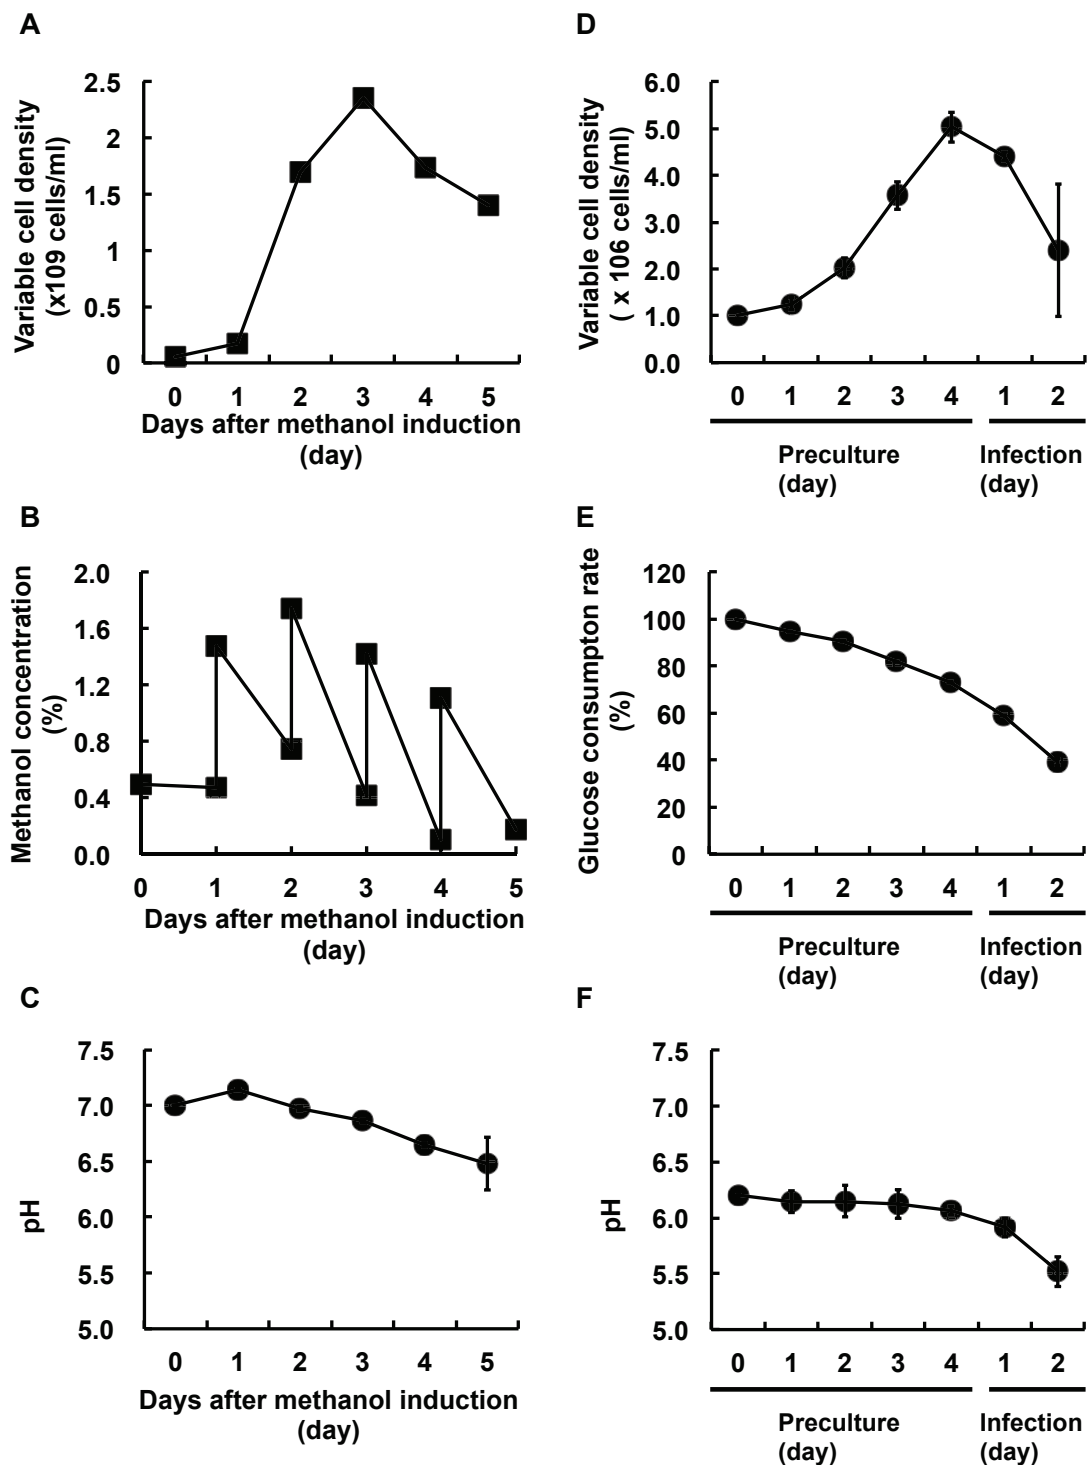 A
Variable cell density
(x109 cells/ml)
2.5
2
1.5
1
0.5
0
0 1 2 3 4 5
Days after methanol induction
(day)
B
Methanol concentration
(%)
2.0
1.6
1.2
0.8
0.4
0.0
0 1 2 3 4 5
Days after methanol induction
(day)
C
pH
7.5
7.0
6.5
6.0
5.5
5.0
0 1 2 3 4 5
Days after methanol induction
(day)
D
Variable cell density
( x 106 cells/ml)
6.0
5.0
4.0
3.0
2.0
1.0
0.0
0 1 2 3 4 1 2
Preculture Infection
(day) (day)
E
Glucose consumpton rate
(%)
120
100
80
60
40
20
0
0 1 2 3 4 1 2
Preculture Infection
(day) (day)
F
pH
7.5
7.0
6.5
6.0
5.5
5.0
0 1 2 3 4 1 2
Preculture Infection
(day) (day)